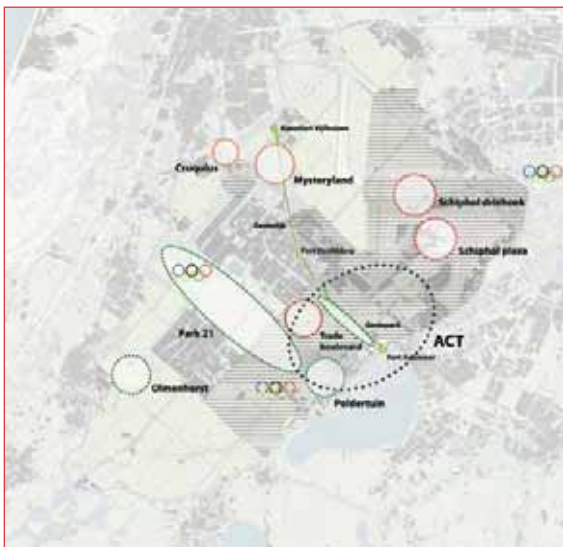 Cruquius
Mysteryland
Schiphol driehoek
Schiphol plaza
Park 21
Trade
boulevard
ACT
Olmenhorst
Poldertuin